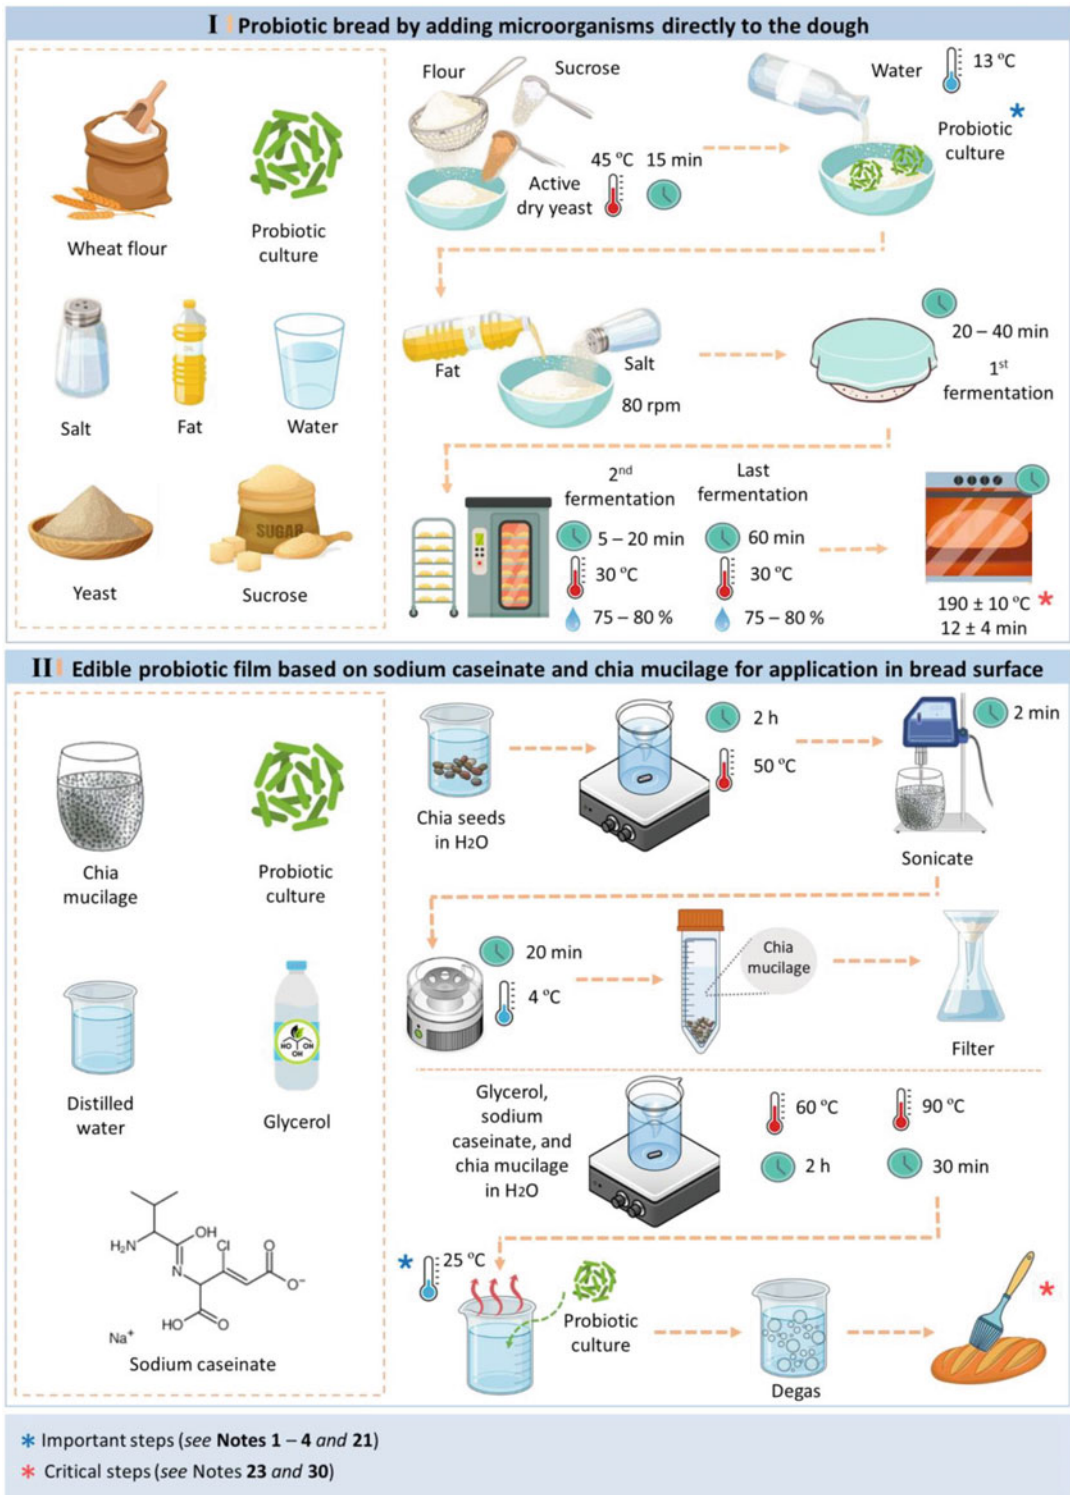 I Probiotic bread by adding microorganisms directly to the dough
Wheat flour
Probiotic
culture
Salt
Fat
Water
Yeast
SUGAR
Sucrose
Flour
Sucrose
Active
dry yeast
45 °C
15 min
Water
13 °C
*
Probiotic
culture
Fat
Salt
80 rpm
20 – 40 min
1st
fermentation
2nd
fermentation
5 – 20 min
30 °C
75 – 80 %
Last
fermentation
60 min
30 °C
75 – 80 %
190 ± 10 °C *
12 ± 4 min
II Edible probiotic film based on sodium caseinate and chia mucilage for application in bread surface
Chia
mucilage
Probiotic
culture
Distilled
water
HO OH
OH
Glycerol
H2N
OH
Cl
O
N
O−
HO
O
Na+
Sodium caseinate
Chia seeds
in H2O
2 h
50 °C
2 min
Sonicate
20 min
4 °C
Chia
mucilage
Filter
Glycerol,
sodium
caseinate, and
chia mucilage
in H2O
60 °C
2 h
90 °C
30 min
* 25 °C
Probiotic
culture
Degas
*
* Important steps (see Notes 1 – 4 and 21)
* Critical steps (see Notes 23 and 30)